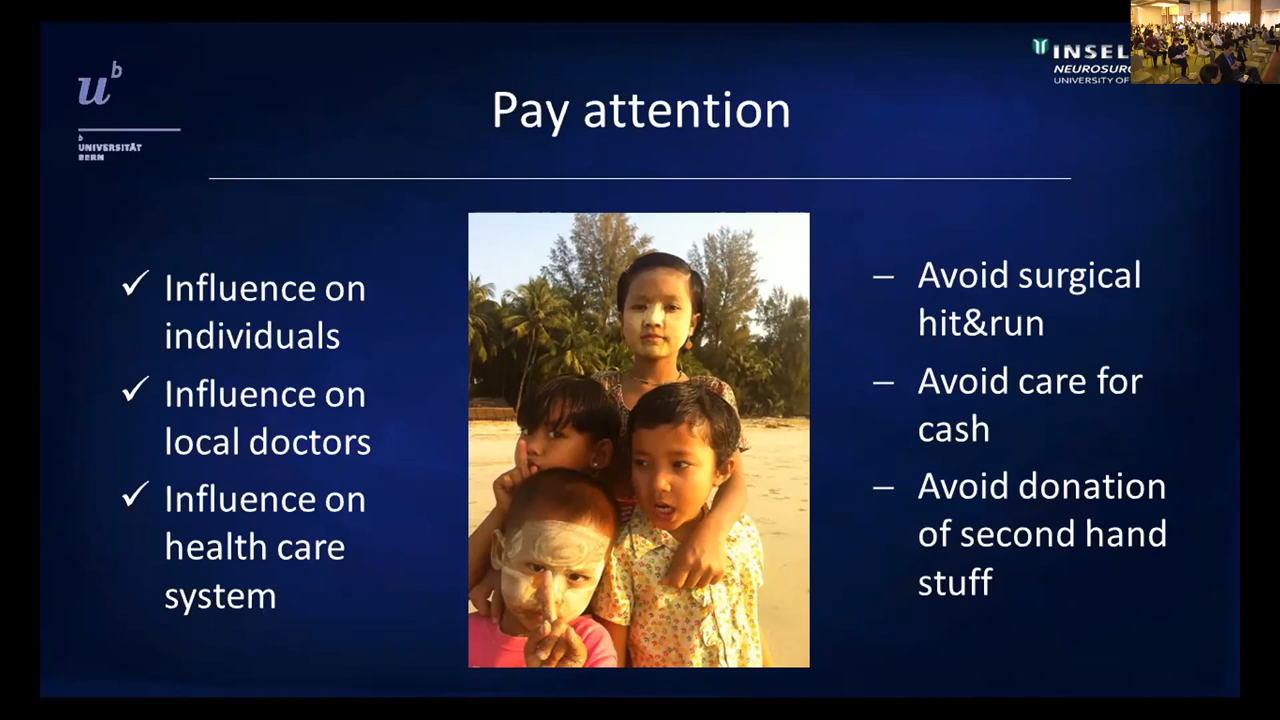 u^b
b
UNIVERSITÄT
BERN
INSEL
NEUROSUR
UNIVERSITY OF
Pay attention
✓ Influence on
individuals
✓ Influence on
local doctors
✓ Influence on
health care
system
– Avoid surgical
hit&run
– Avoid care for
cash
– Avoid donation
of second hand
stuff